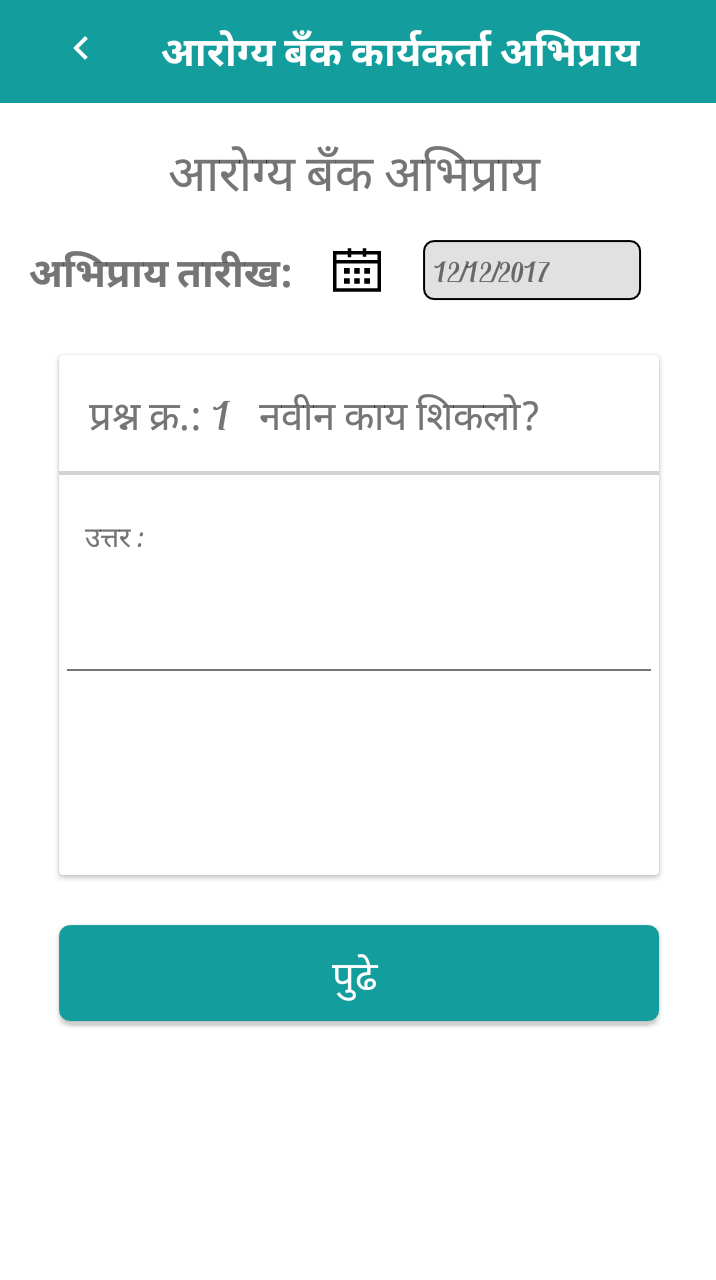 आरोग्य बँक कार्यकर्ता अभिप्राय
आरोग्य बँक अभिप्राय
अभिप्राय तारीख: 12/12/2017
प्रश्न क्र.: 1 नवीन काय शिकलो?
उत्तर :
पुढे